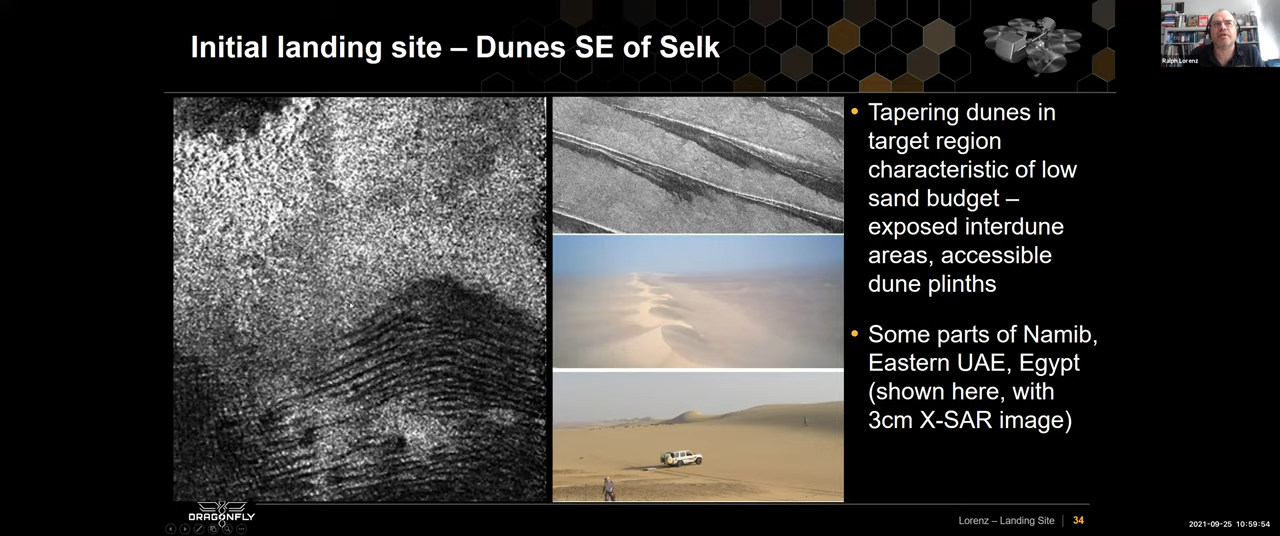 Initial landing site – Dunes SE of Selk
Ralph Lorenz
• Tapering dunes in
target region
characteristic of low
sand budget –
exposed interdune
areas, accessible
dune plinths
• Some parts of Namib,
Eastern UAE, Egypt
(shown here, with
3cm X-SAR image)
DRAGONFLY
Lorenz – Landing Site | 34
2021-09-25 10:59:54